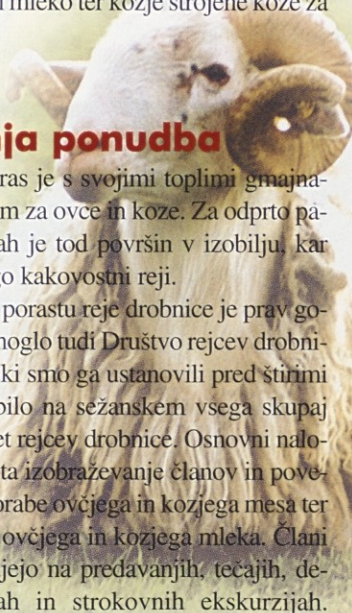 mleko ter kozje strojene kože za
ja ponudba
ras je s svojimi toplimi gmajna-
m za ovce in koze. Za odprto pa-
ah je tod površin v izobilju, kar
go kakovostni reji.
porastu reje drobnice je prav go-
moglo tudi Društvo rejcev drobni-
ki smo ga ustanovili pred štirimi
bilo na sežanskem vsega skupaj
et rejcev drobnice. Osnovni nalo-
ta izobraževanje članov in pove-
orabe ovčjega in kozjega mesa ter
ovčjega in kozjega mleka. Člani
jejo na predavanjih, tečajih, de-
ah in strokovnih ekskurzijah.